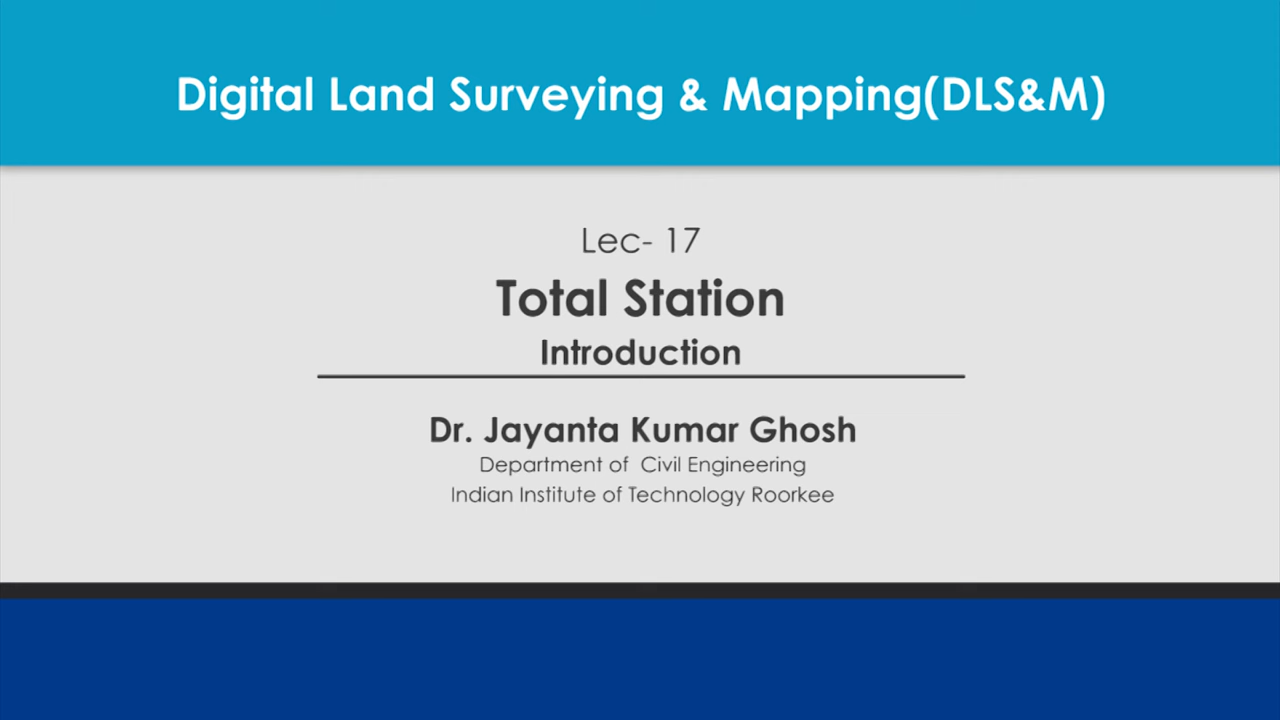 Digital Land Surveying & Mapping(DLS&M)
Lec- 17
Total Station
Introduction
Dr. Jayanta Kumar Ghosh
Department of Civil Engineering
Indian Institute of Technology Roorkee